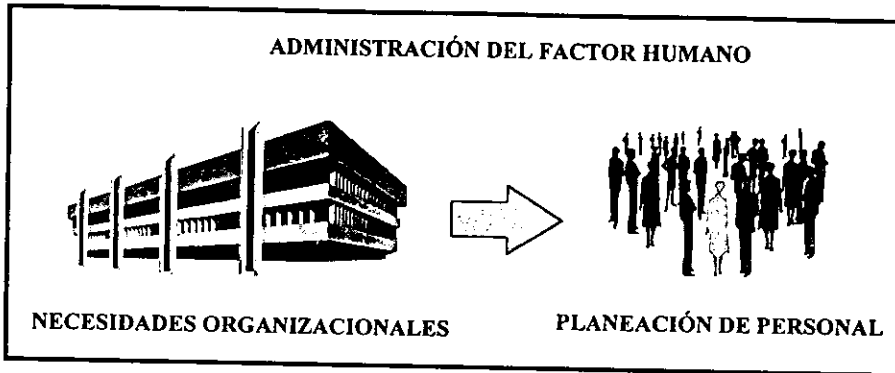 ADMINISTRACIÓN DEL FACTOR HUMANO
NECESIDADES ORGANIZACIONALES
PLANEACIÓN DE PERSONAL